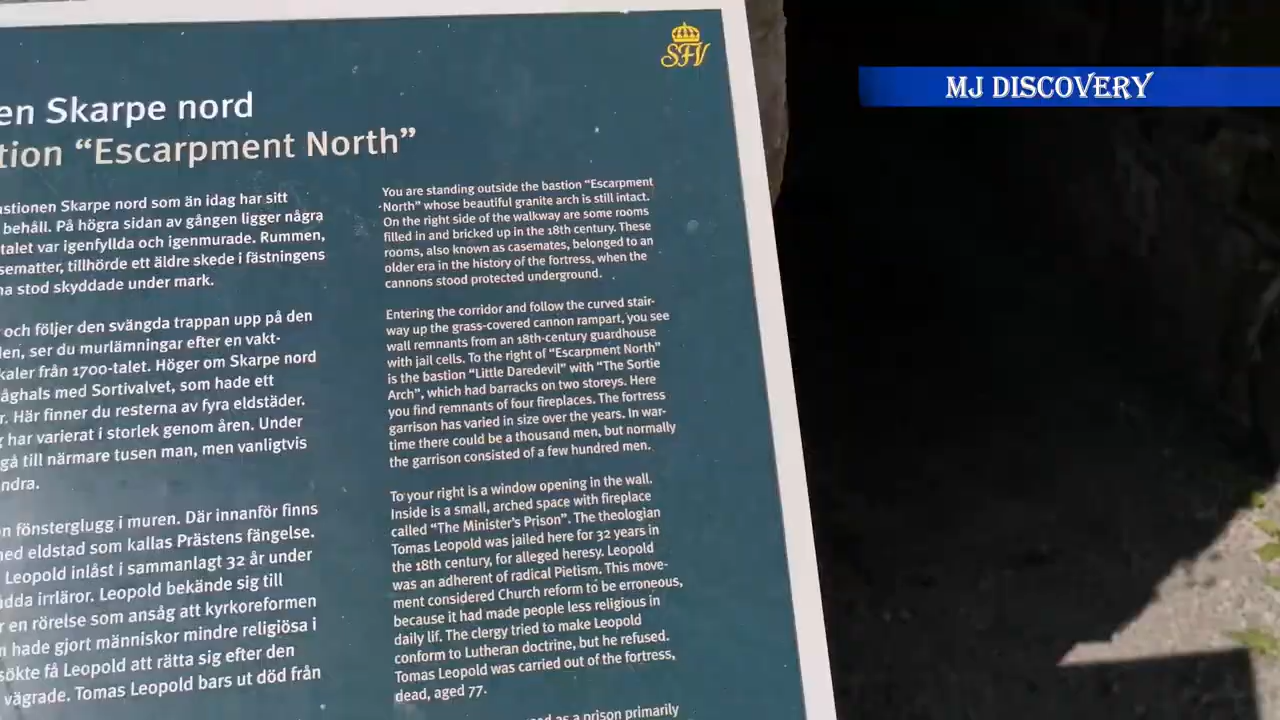 SFV
MJ DISCOVERY
en Skarpe nord
tion “Escarpment North”
astionen Skarpe nord som än idag har sitt
behåll. På högra sidan av gången ligger några
talet var igenfyllda och igenmurade. Rummen,
sematter, tillhörde ett äldre skede i fästningens
na stod skyddade under mark.
och följer den svängda trappan upp på den
len, ser du murlämningar efter en vakt-
kaler från 1700-talet. Höger om Skarpe nord
åghals med Sortivalvet, som hade ett
r. Här finner du resterna av fyra eldstäder.
g har varierat i storlek genom åren. Under
gå till närmare tusen man, men vanligtvis
ndra.
n fönsterglugg i muren. Där innanför finns
med eldstad som kallas Prästens fängelse.
Leopold inlåst i sammanlagt 32 år under
ådda irrläror. Leopold bekände sig till
r en rörelse som ansåg att kyrkoreformen
n hade gjort människor mindre religiösa i
sökte få Leopold att rätta sig efter den
vägrade. Tomas Leopold bars ut död från
You are standing outside the bastion “Escarpment
North” whose beautiful granite arch is still intact.
On the right side of the walkway are some rooms
filled in and bricked up in the 18th century. These
rooms, also known as casemates, belonged to an
older era in the history of the fortress, when the
cannons stood protected underground.
Entering the corridor and follow the curved stair-
way up the grass-covered cannon rampart, you see
wall remnants from an 18th-century guardhouse
with jail cells. To the right of “Escarpment North”
is the bastion “Little Daredevil” with “The Sortie
Arch”, which had barracks on two storeys. Here
you find remnants of four fireplaces. The fortress
garrison has varied in size over the years. In war-
time there could be a thousand men, but normally
the garrison consisted of a few hundred men.
To your right is a window opening in the wall.
Inside is a small, arched space with fireplace
called “The Minister’s Prison”. The theologian
Tomas Leopold was jailed here for 32 years in
the 18th century, for alleged heresy. Leopold
was an adherent of radical Pietism. This move-
ment considered Church reform to be erroneous,
because it had made people less religious in
daily lif. The clergy tried to make Leopold
conform to Lutheran doctrine, but he refused.
Tomas Leopold was carried out of the fortress,
dead, aged 77.
as a prison primarily